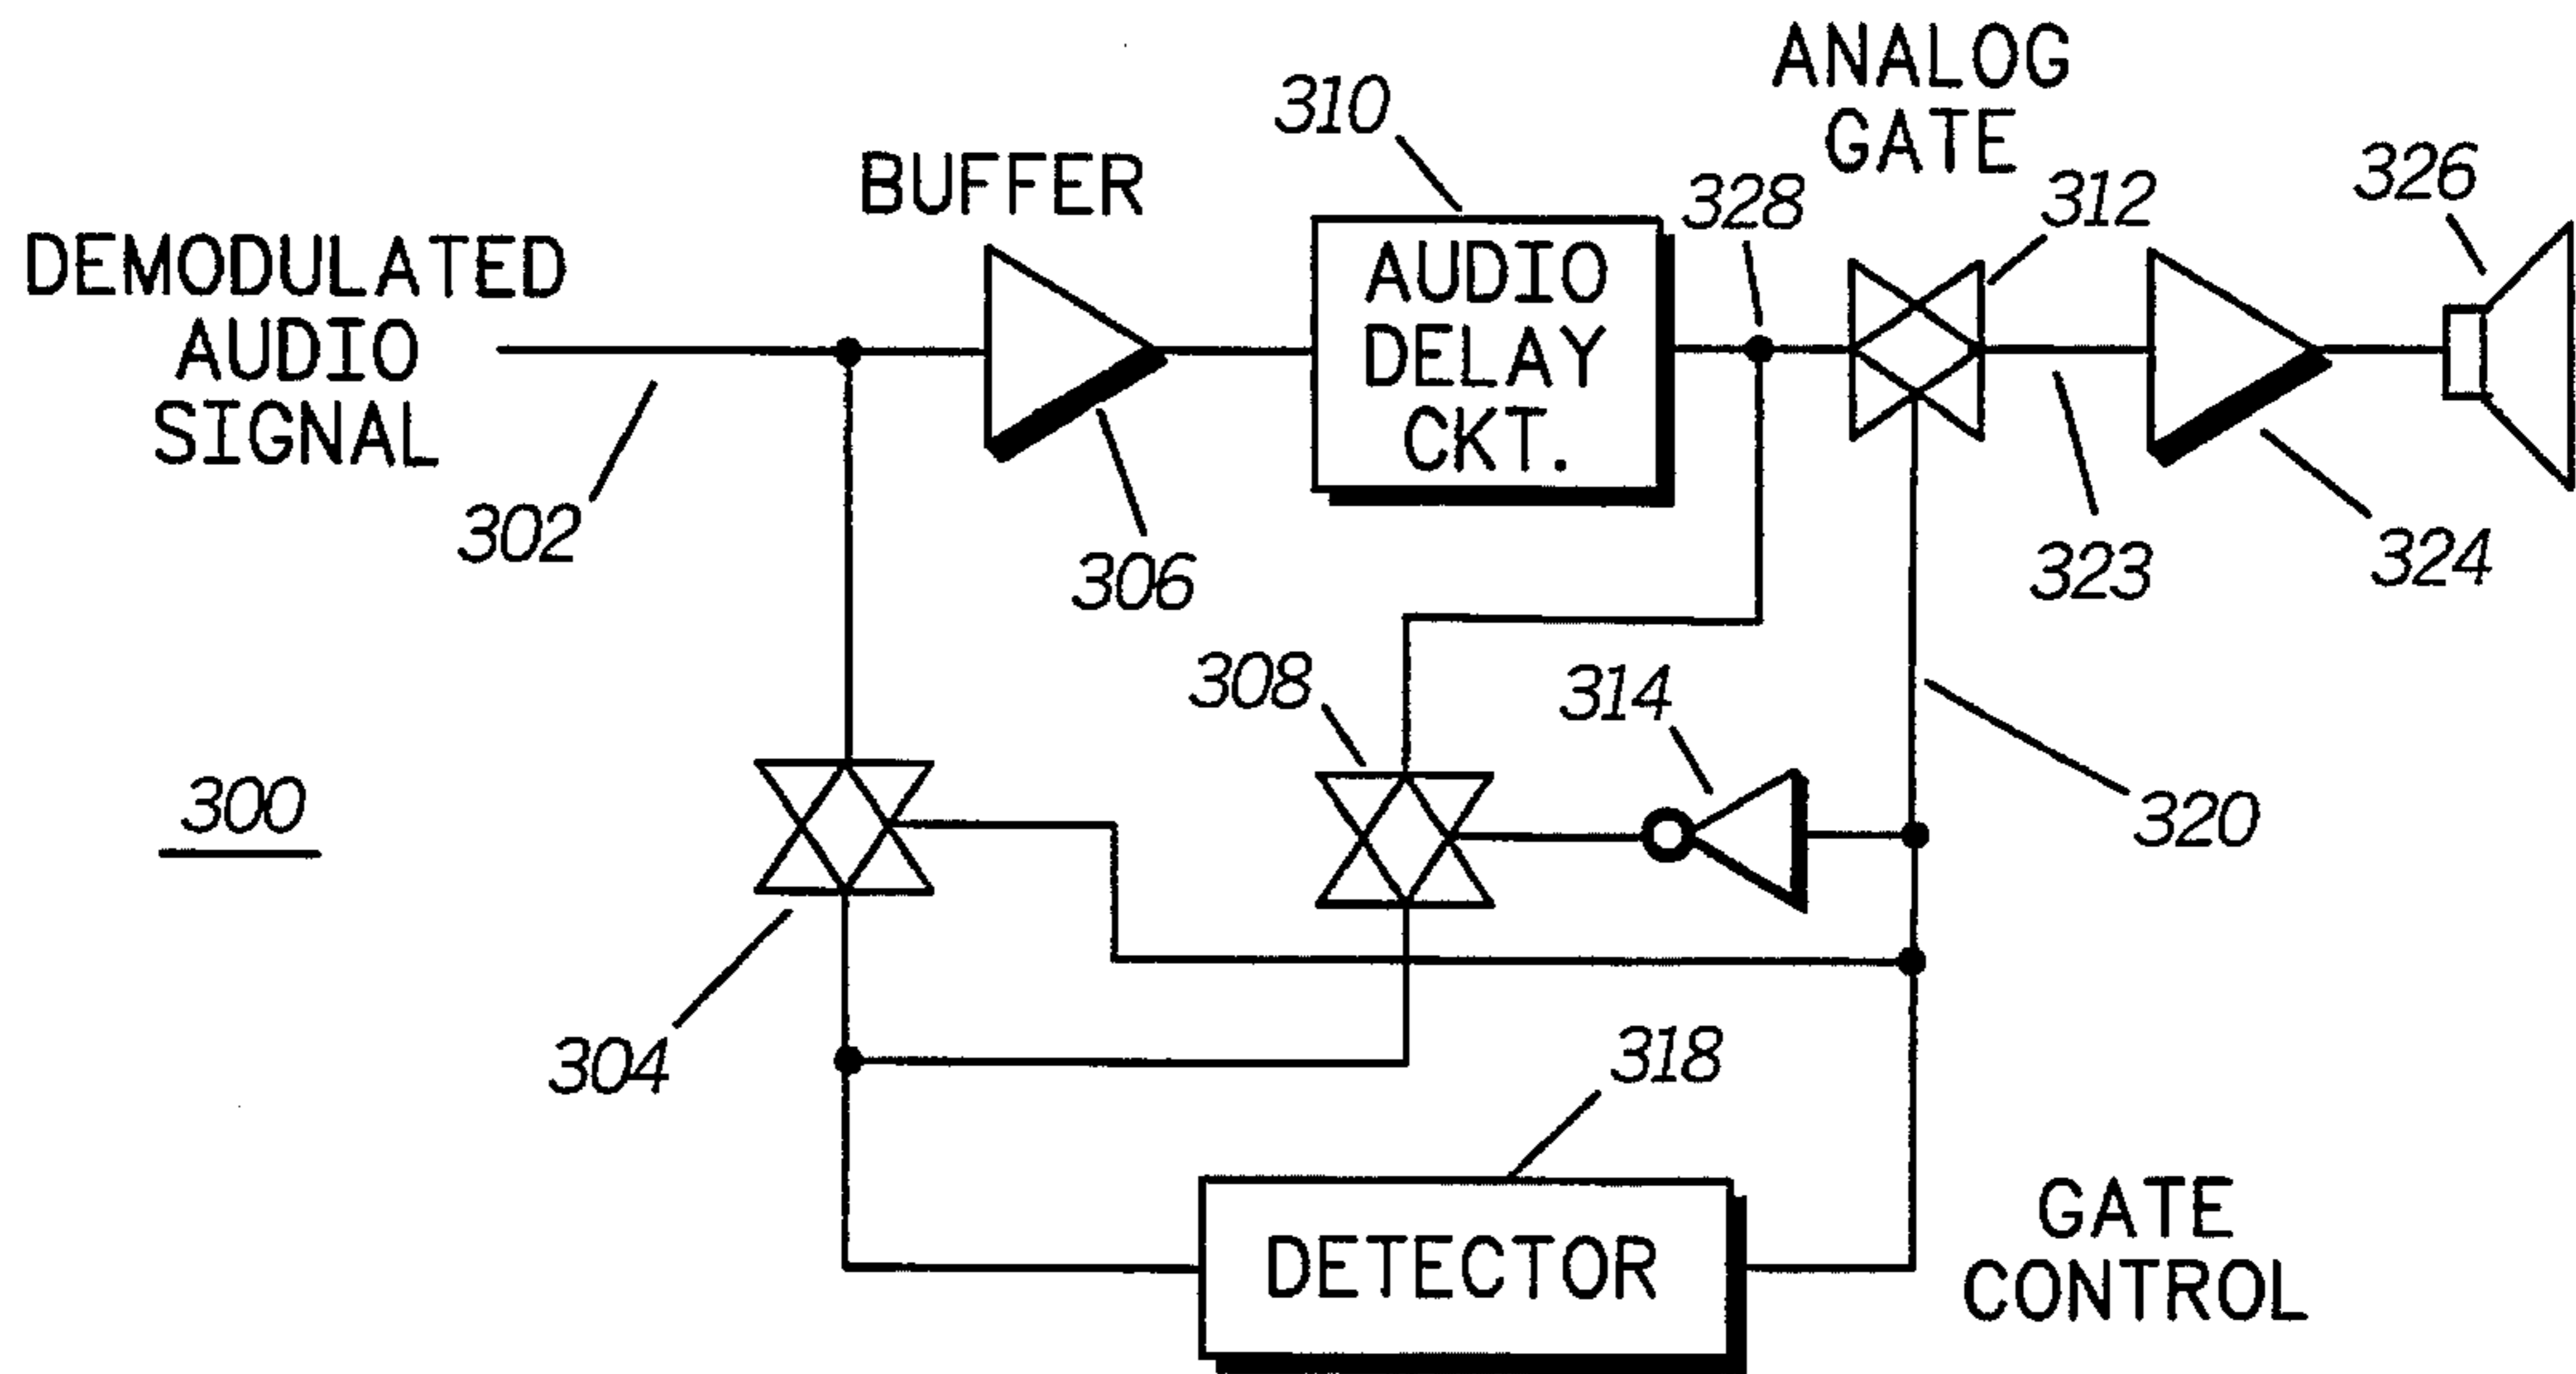 ANALOG
GATE
310
328
312
326
BUFFER
DEMODULATED
AUDIO
SIGNAL
AUDIO
DELAY
CKT.
302
306
323
324
308
314
320
300
304
318
DETECTOR
GATE
CONTROL